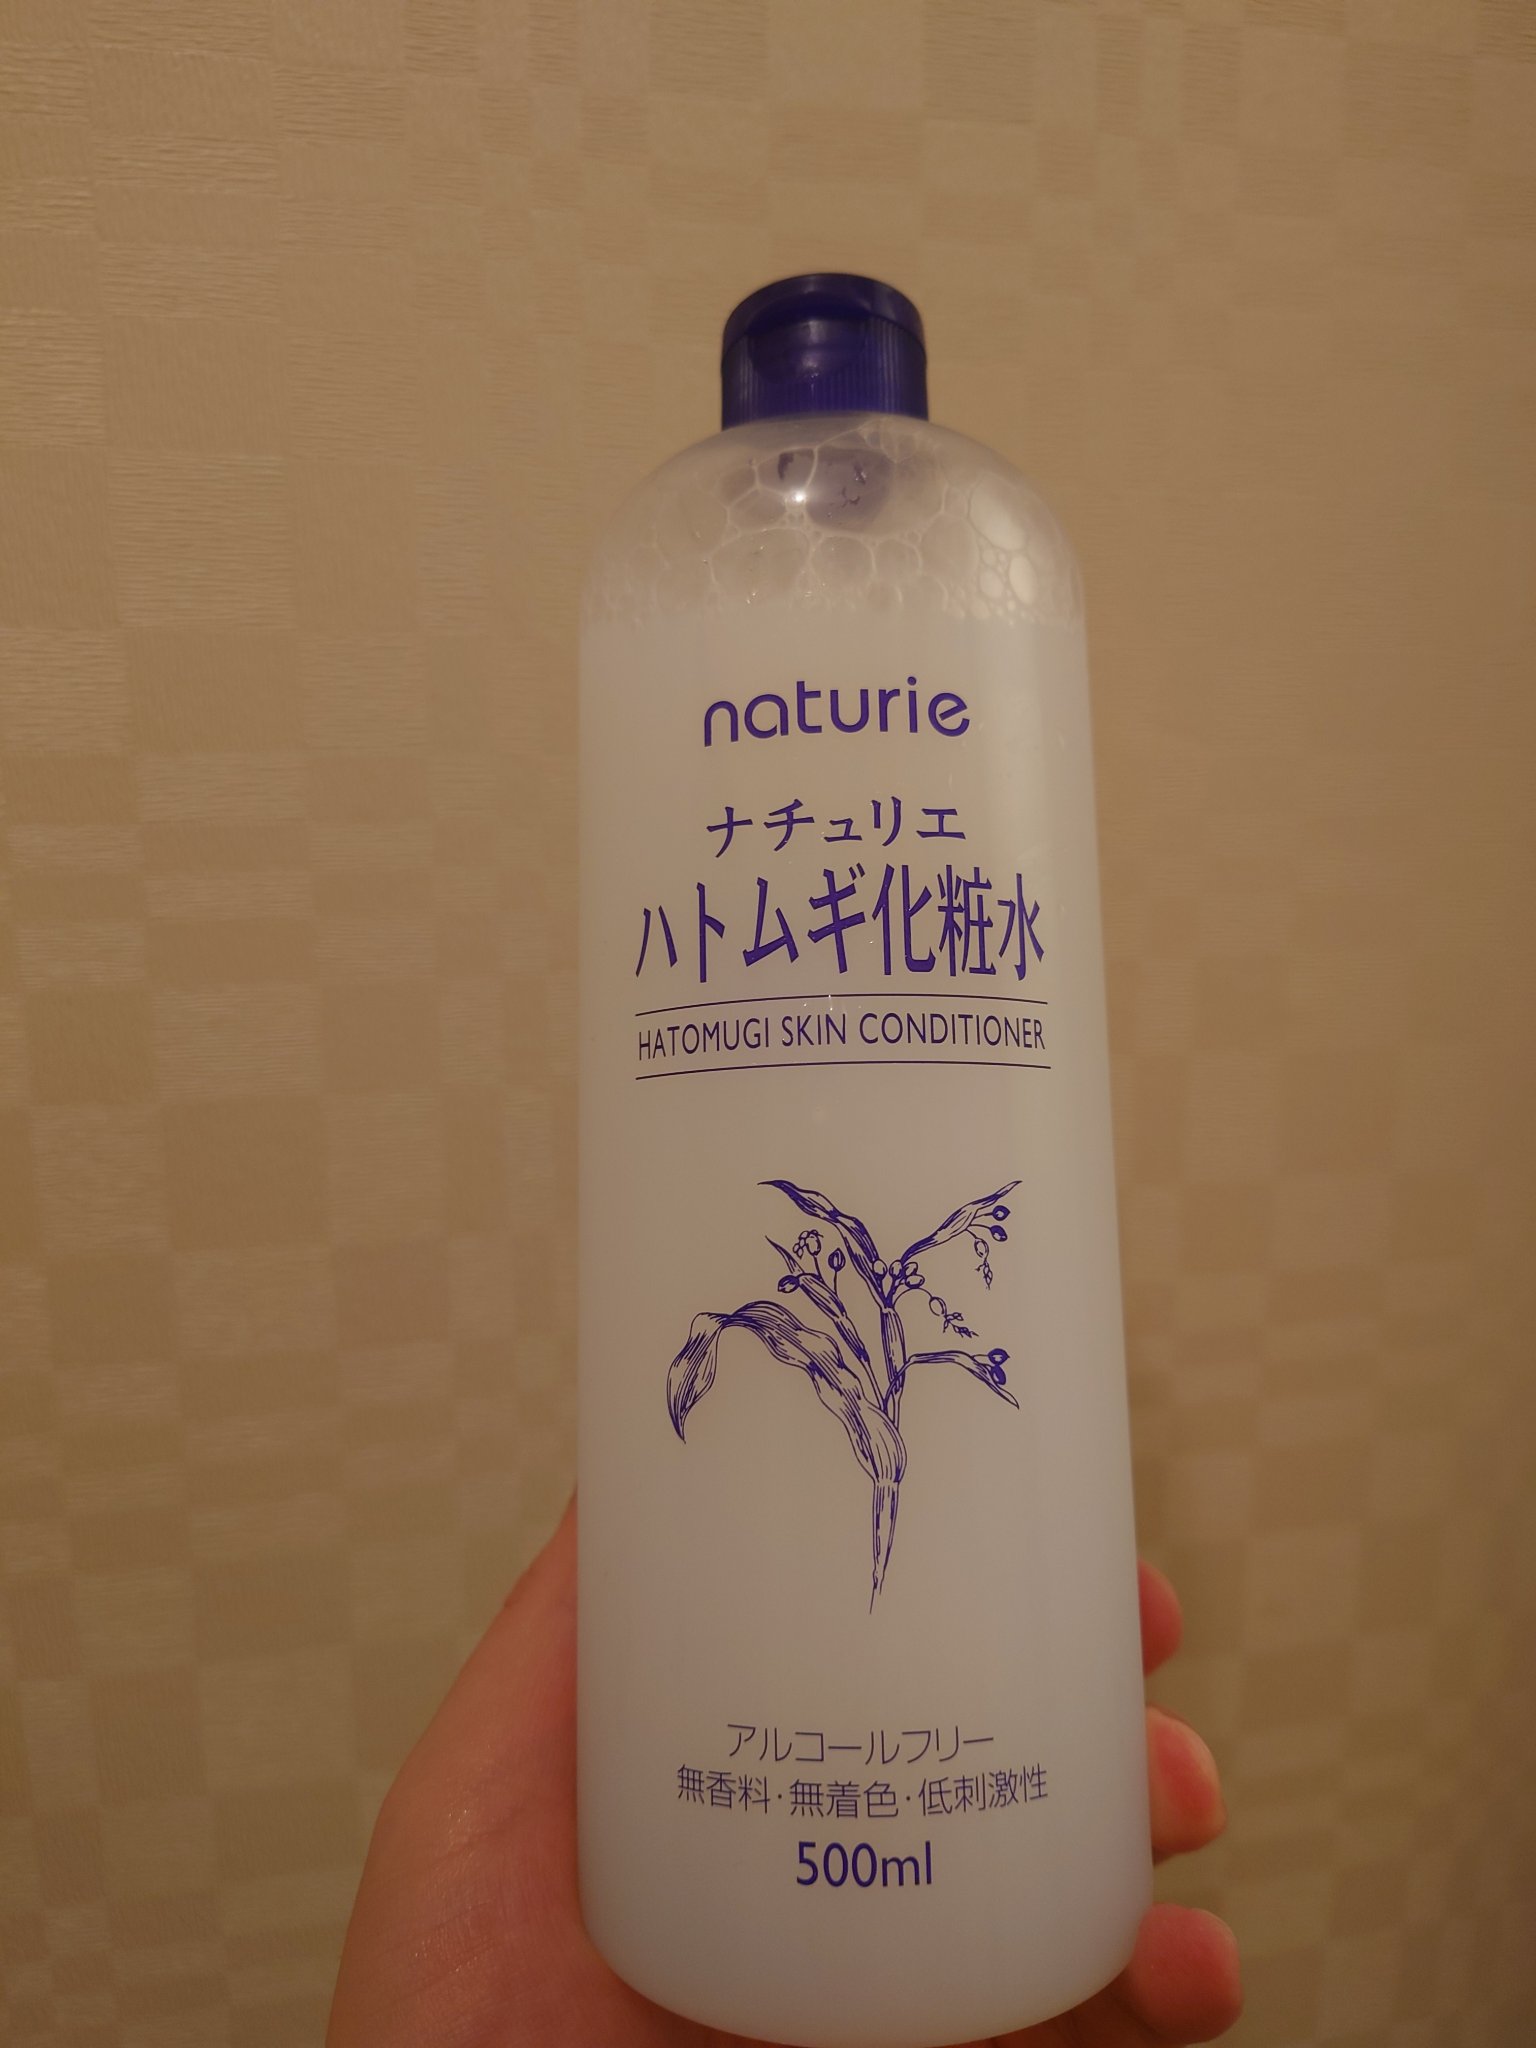 naturie
ナチュリエ
ハトムギ化粧水
HATOMUGI SKIN CONDITIONER
アルコールフリー
無香料・無着色・低刺激性
500ml